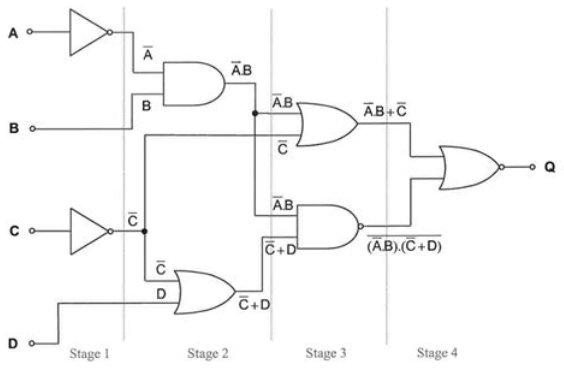 A
A̅
A̅.B
B
B
A̅.B
A̅.B+C̅
C̅
Q
A̅.B
C
C̅
C̅+D
(A̅.B).(C̅+D)
C̅
D
C̅+D
D
Stage 1 Stage 2 Stage 3 Stage 4